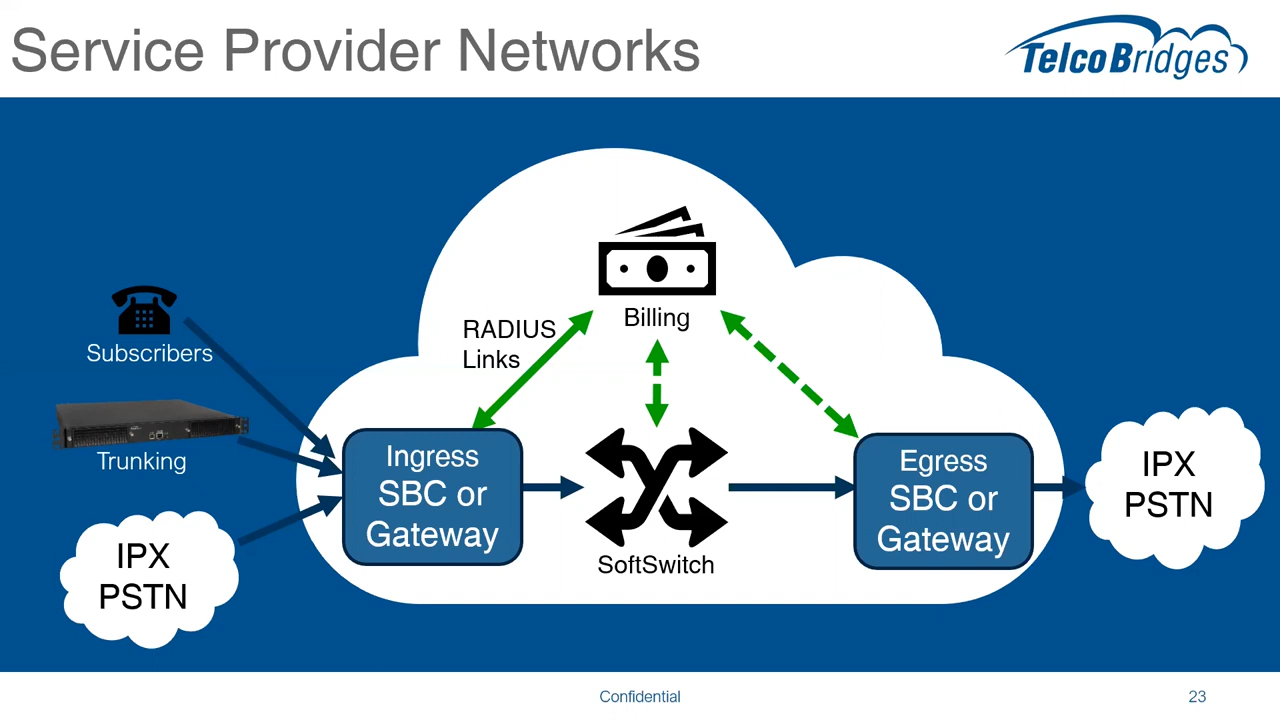 Service Provider Networks
TelcoBridges
Billing
RADIUS
Links
Subscribers
Trunking
IPX
PSTN
Ingress
SBC or
Gateway
SoftSwitch
Egress
SBC or
Gateway
IPX
PSTN
Confidential
23